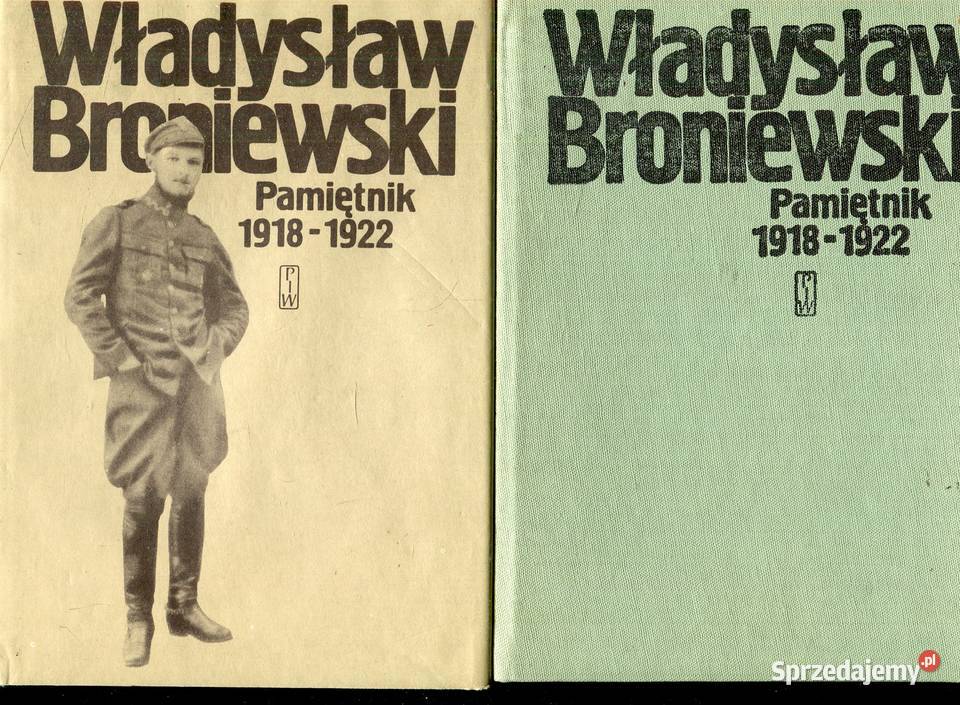 Władysław
Broniewski
Pamiętnik
1918-1922
PIW
Władysław
Broniewski
Pamiętnik
1918-1922
PIW
Sprzedajemy.pl